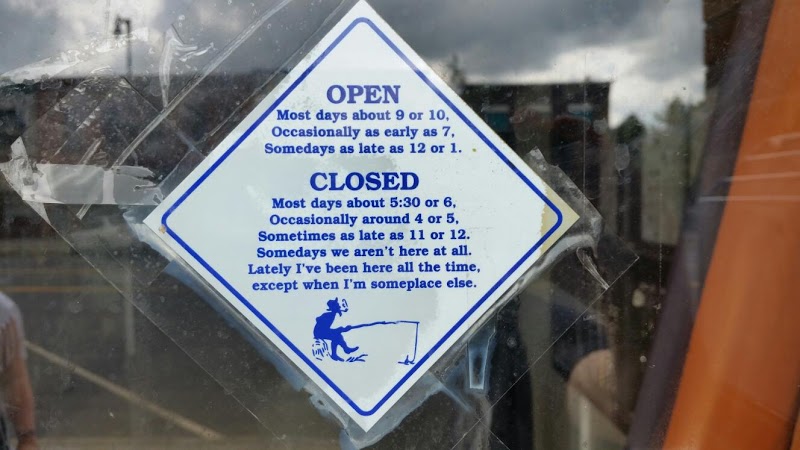 OPEN
Most days about 9 or 10,
Occasionally as early as 7,
Somedays as late as 12 or 1.
CLOSED
Most days about 5:30 or 6,
Occasionally around 4 or 5,
Sometimes as late as 11 or 12.
Somedays we aren't here at all.
Lately I've been here all the time,
except when I'm someplace else.